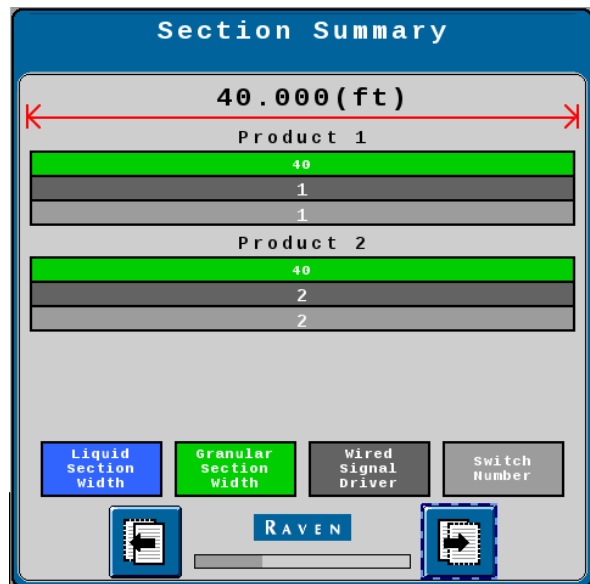 Section Summary
40.000(ft)
Product 1
40
1
1
Product 2
40
2
2
Liquid
Section
Width
Granular
Section
Width
Wired
Signal
Driver
Switch
Number
RAVEN